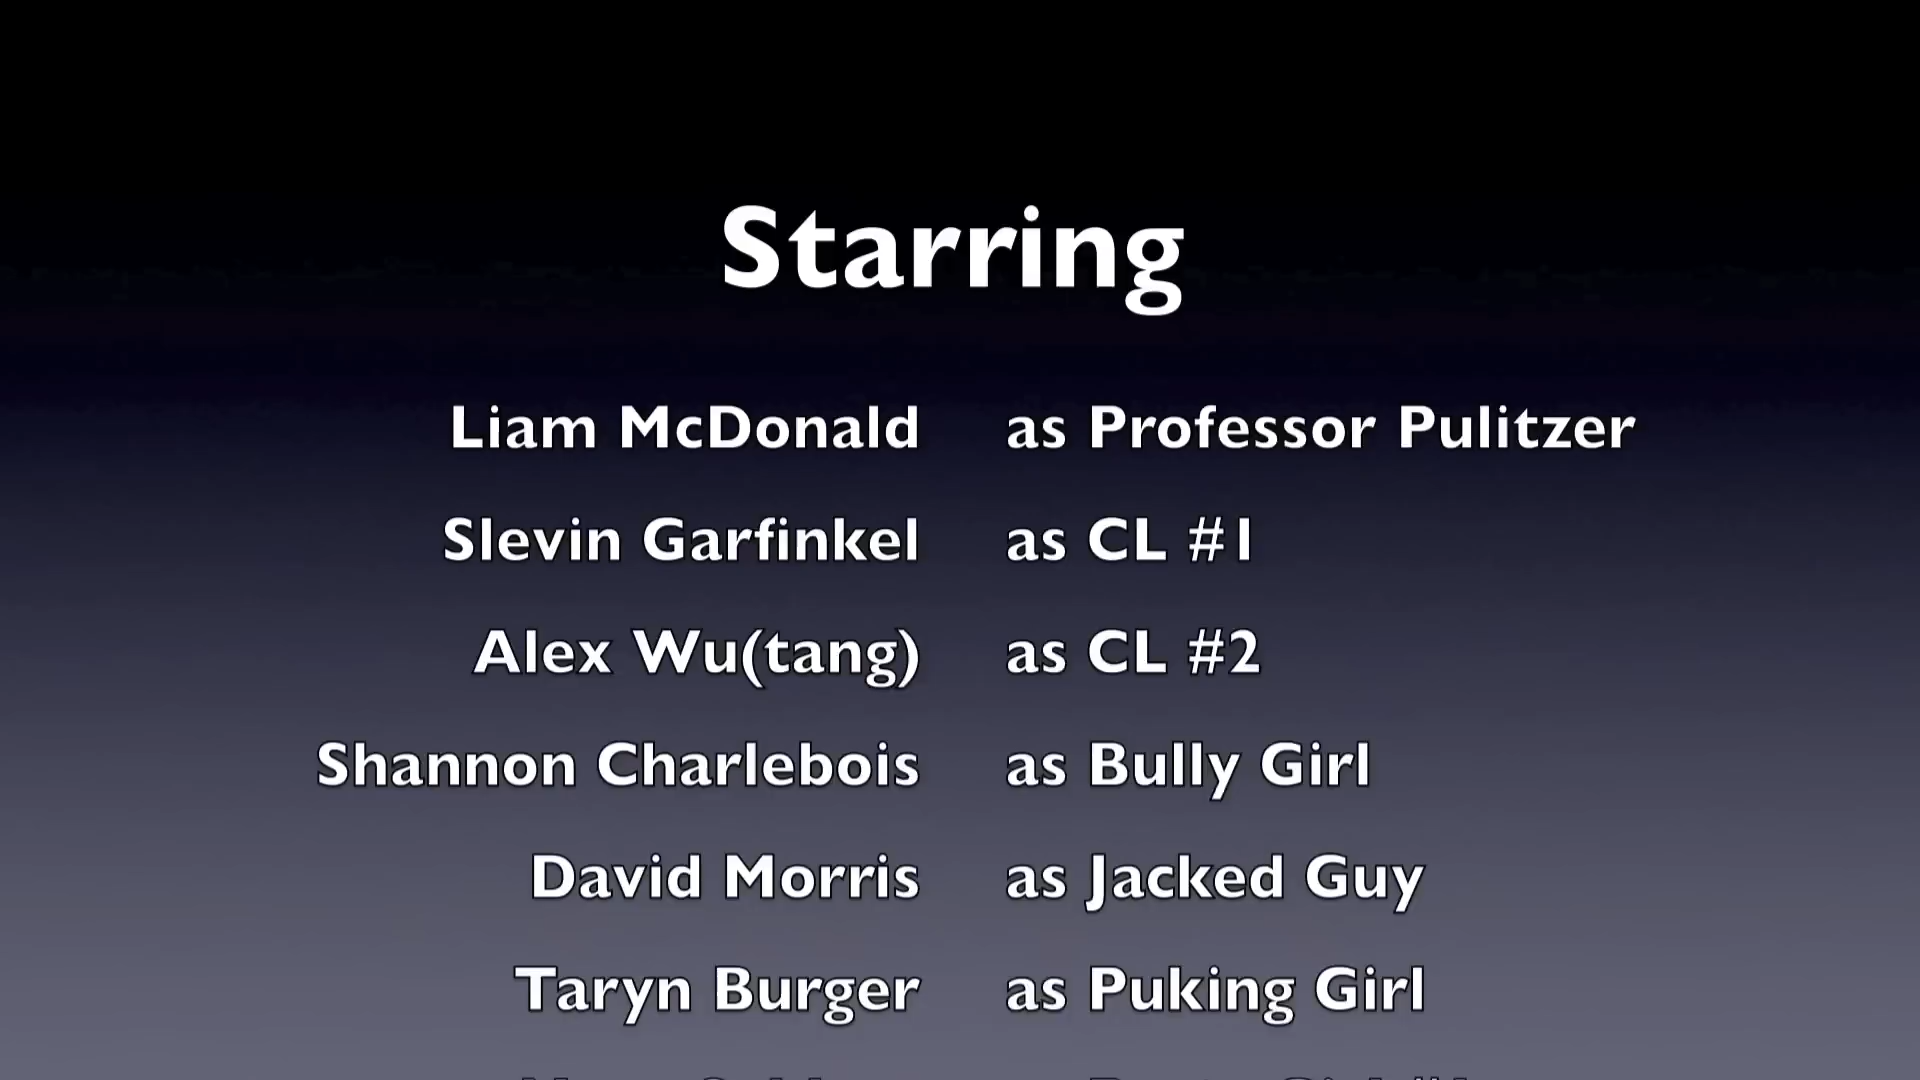 Starring
Liam McDonald as Professor Pulitzer
Slevin Garfinkel as CL #1
Alex Wu(tang) as CL #2
Shannon Charlebois as Bully Girl
David Morris as Jacked Guy
Taryn Burger as Puking Girl